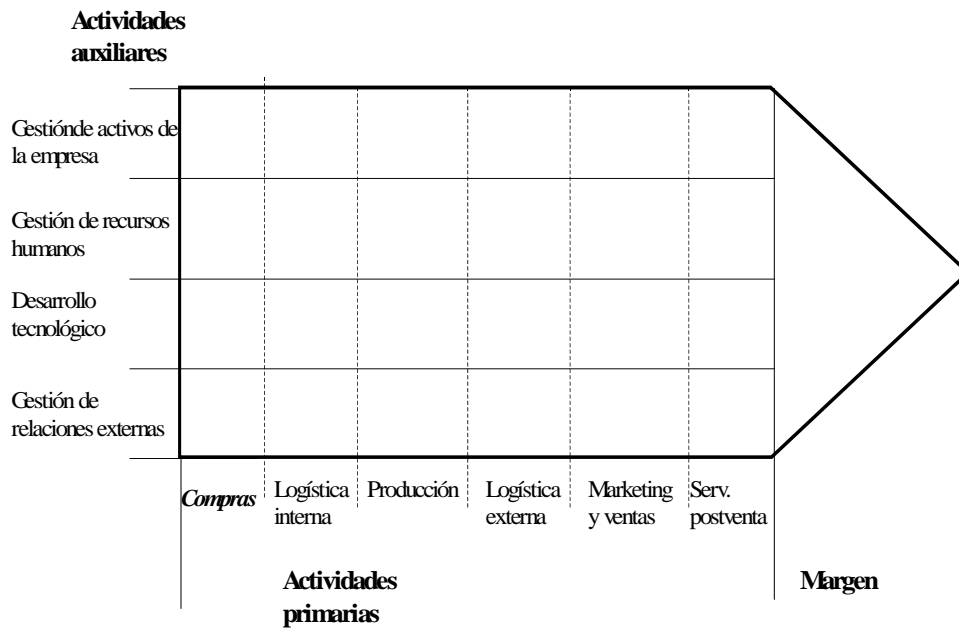 Actividades
auxiliares
Gestiónde activos de
la empresa
Gestión de recursos
humanos
Desarrollo
tecnológico
Gestión de
relaciones externas
Compras
Logística
interna
Producción
Logística
externa
Marketing
y ventas
Serv.
postventa
Actividades
primarias
Margen